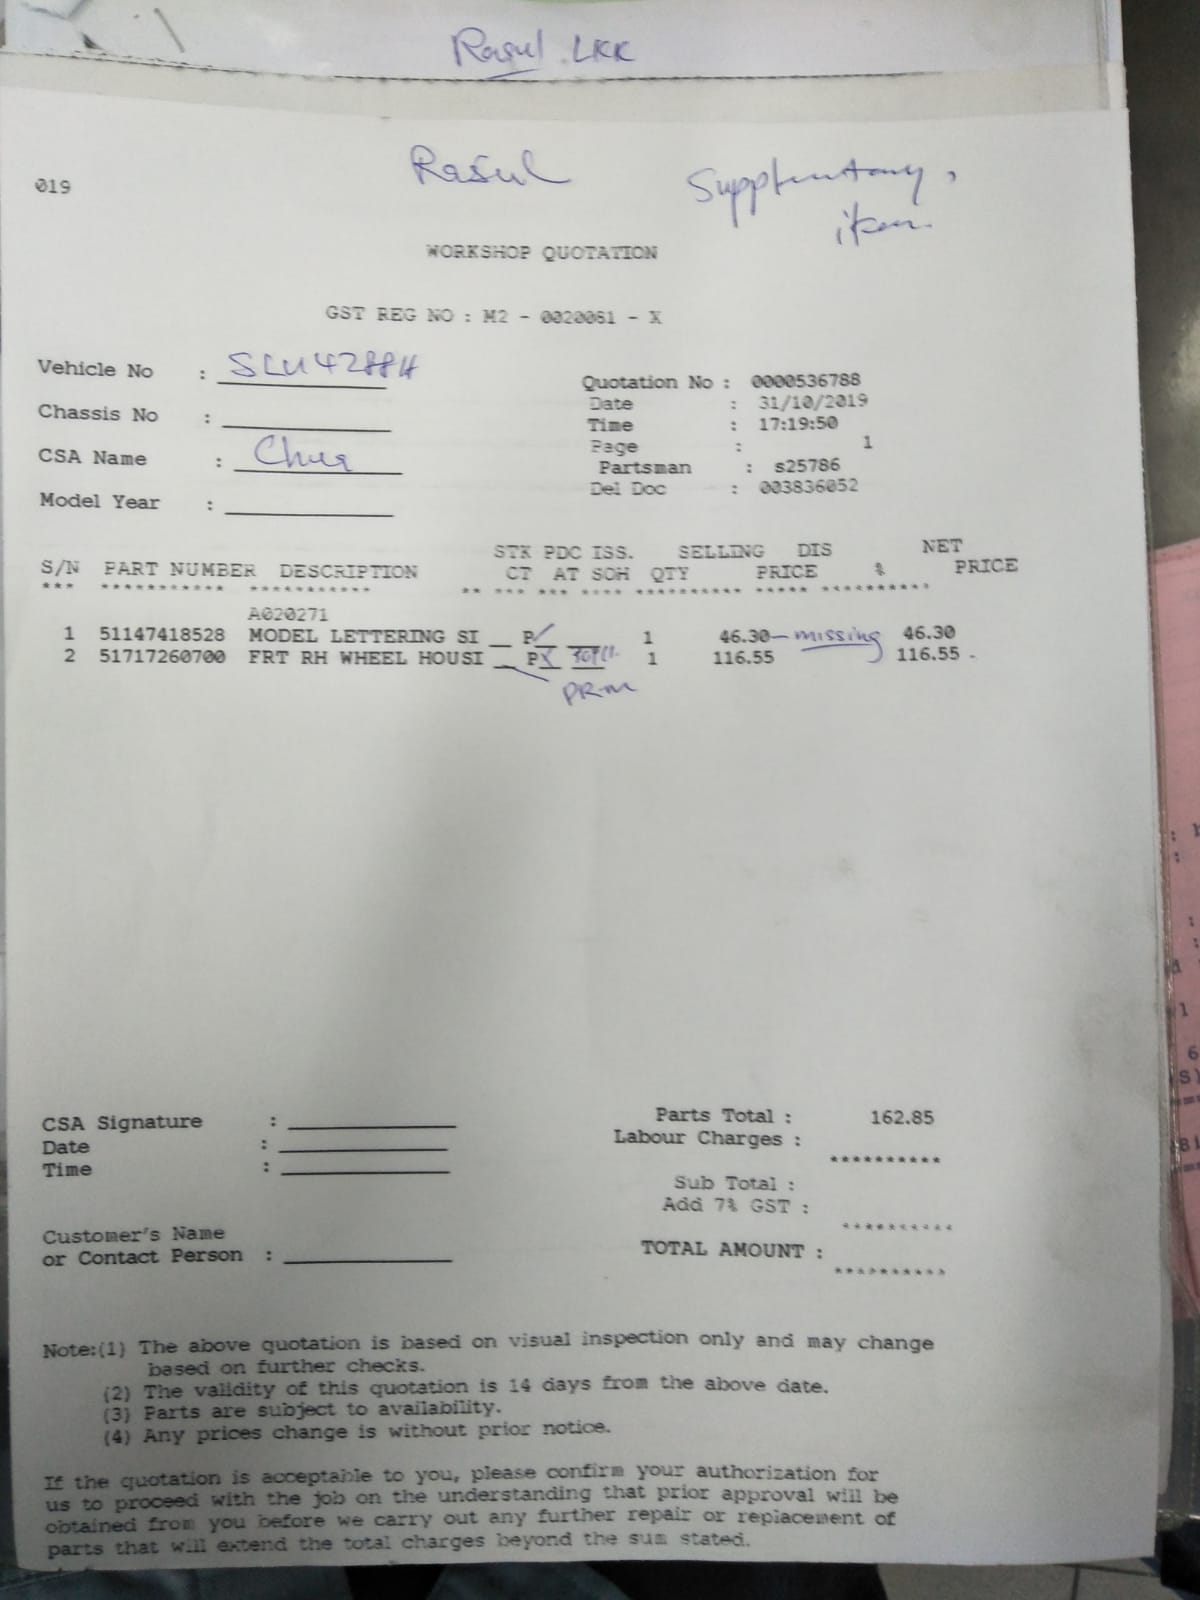 Rasul LKK
Rasul
019
item
WORKSHOP QUOTATION
GST REG NO : M2 - 0020081 - X
Vehicle No : SLU4288H
Chassis No :
CSA Name :
Model Year :
Quotation No : 0000536788
Date : 31/10/2019
Time : 17:19:50
Page : 1
Partsman : s25786
Del Doc : 003836052
STK PDC ISS. SELLING DIS NET
S/N PART NUMBER DESCRIPTION CT AT SOH QTY PRICE % PRICE
*** *********** *********** ** *** *** **** ********** ***** **********
A020271
1 51147418528 MODEL LETTERING SI __ P/ ___ 1 46.30 - missing 46.30
2 51717260700 FRT RH WHEEL HOUSI __ PX 1 116.55 116.55
CSA Signature :
Date :
Time :
Customer's Name
or Contact Person :
Parts Total : 162.85
Labour Charges :
**********
Sub Total :
Add 7% GST :
**********
TOTAL AMOUNT :
**********
Note:(1) The above quotation is based on visual inspection only and may change
based on further checks.
(2) The validity of this quotation is 14 days from the above date.
(3) Parts are subject to availability.
(4) Any prices change is without prior notice.
If the quotation is acceptable to you, please confirm your authorization for
us to proceed with the job on the understanding that prior approval will be
obtained from you before we carry out any further repair or replacement of
parts that will extend the total charges beyond the sum stated.